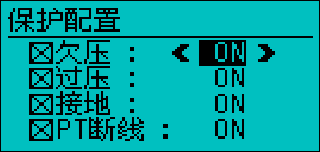 保护配置
☒欠压 : < ON >
☒过压 : ON
☒接地 : ON
☒PT断线 : ON